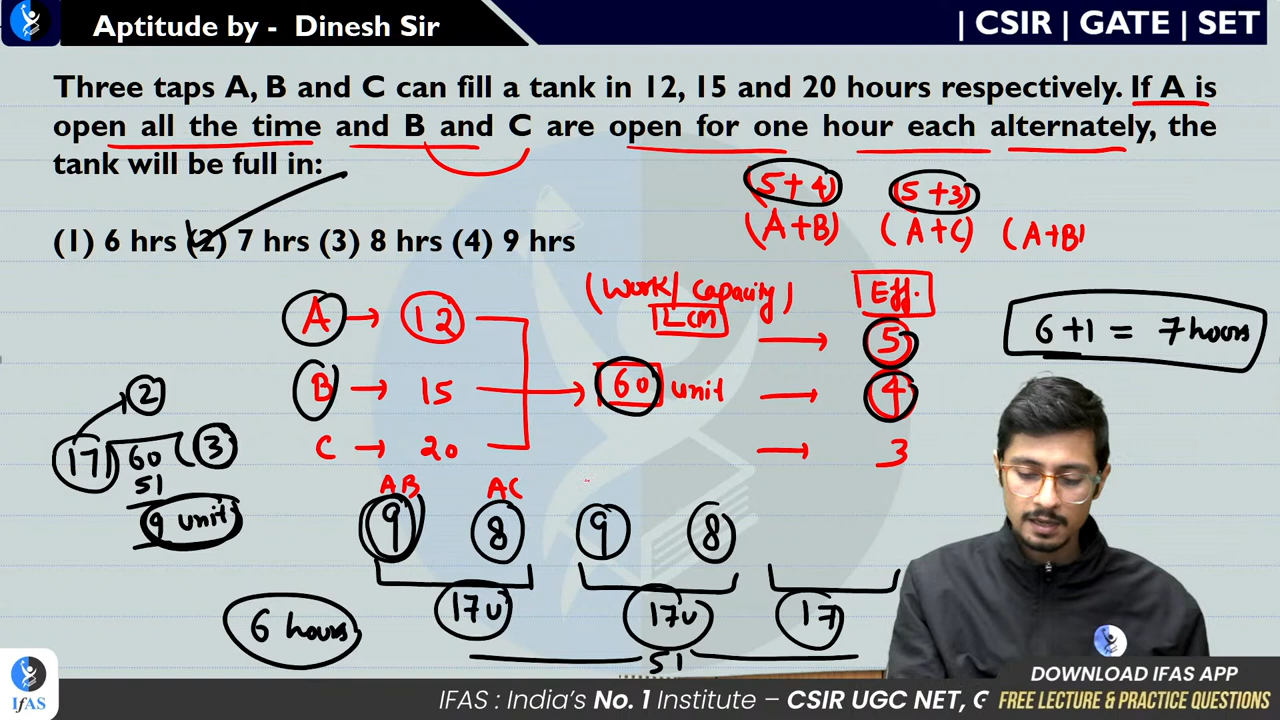 Aptitude by - Dinesh Sir
| CSIR | GATE | SET
Three taps A, B and C can fill a tank in 12, 15 and 20 hours respectively. If A is
open all the time and B and C are open for one hour each alternately, the
tank will be full in:
(5+4) (5+3)
(A+B) (A+C) (A+B)
(1) 6 hrs (2) 7 hrs (3) 8 hrs (4) 9 hrs
(Work/Capacity) Eff.
LCM
A → 12 → 5
6+1 = 7 hours
B → 15 → 60 unit → 4
2
C → 20 → 3
17) 60 (3
51
9 unit
AB AC
9 8 9 8
17u 17u 17
6 hours
51
IFAS
DOWNLOAD IFAS APP
IFAS : India's No. 1 Institute – CSIR UGC NET, G
FREE LECTURE & PRACTICE QUESTIONS